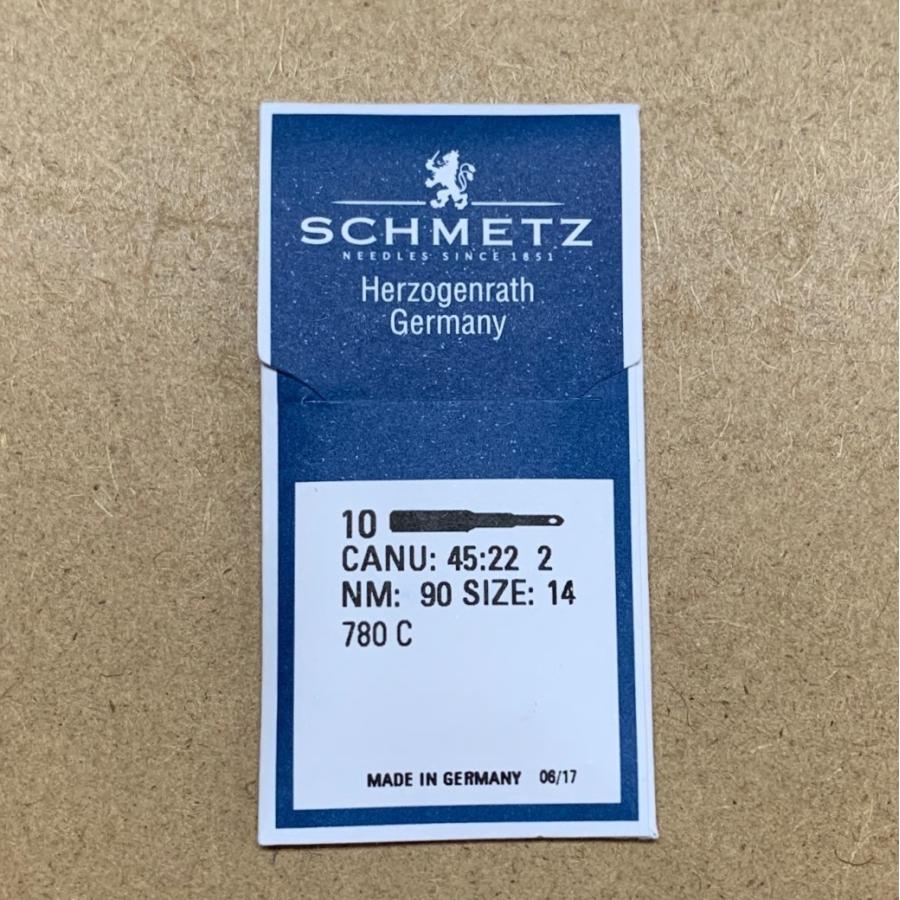 SCHMETZ
NEEDLES SINCE 1851
Herzogenrath
Germany
10
CANU: 45:22 2
NM: 90 SIZE: 14
780 C
MADE IN GERMANY 06/17